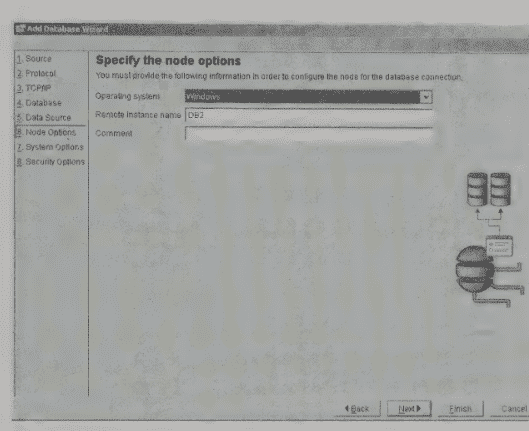 Add Database Wizard
1. Source
2. Protocol
3. TCP/IP
4. Database
5. Data Source
6. Node Options
7. System Options
8. Security Options
Specify the node options
You must provide the following information in order to configure the node for the database connection.
Operating system Windows
Remote instance name DB2
Comment
Back Next Finish Cancel